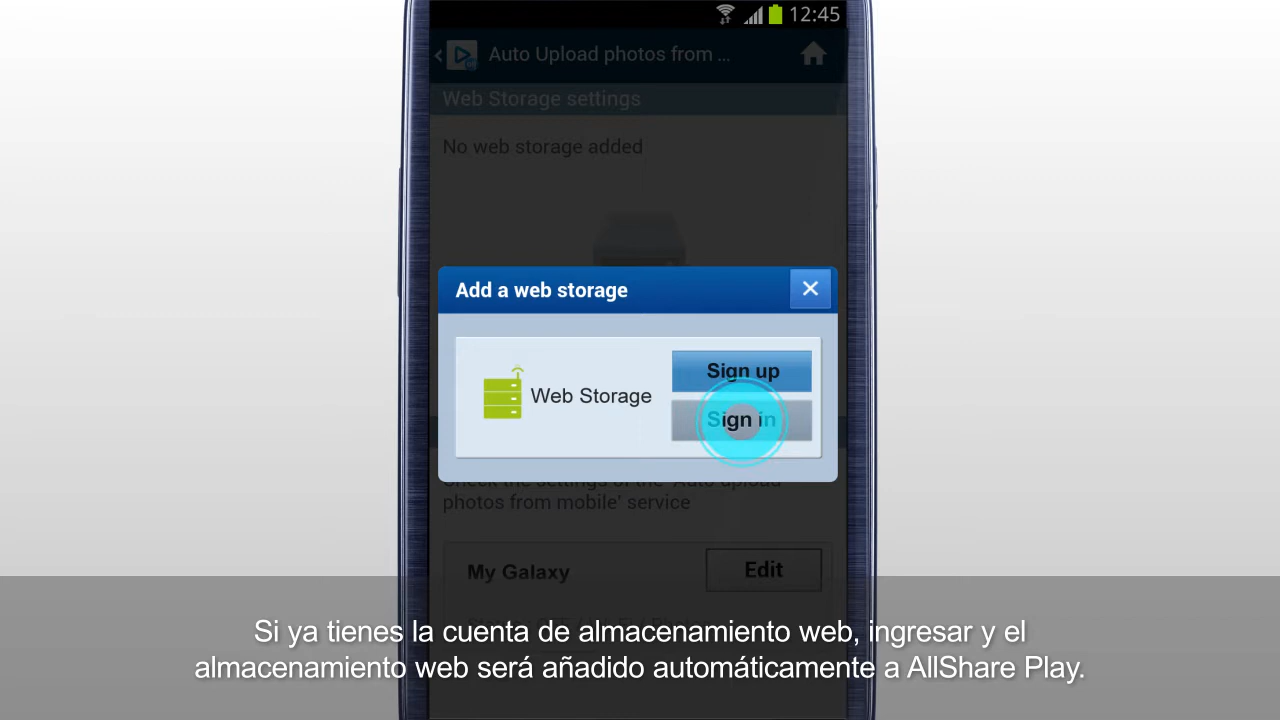 12:45
Auto Upload photos from ...
Web Storage settings
No web storage added
Add a web storage
Sign up
Web Storage
Sign in
Check the settings of the 'Auto upload
photos from mobile' service
My Galaxy
Edit
Si ya tienes la cuenta de almacenamiento web, ingresar y el
almacenamiento web será añadido automáticamente a AllShare Play.